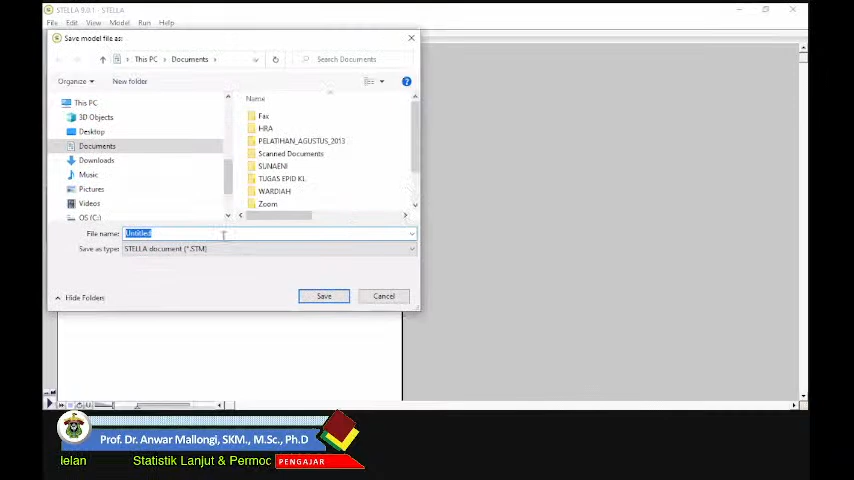 STELLA 9.0.1 - STELLA
File Edit View Model Run Help
Save model file as:
This PC > Documents >
Search Documents
Organize
New folder
This PC
3D Objects
Desktop
Documents
Downloads
Music
Pictures
Videos
OS (C:)
Name
Fax
HRA
PELATIHAN_AGUSTUS_2013
Scanned Documents
SUNAENI
TUGAS EPID KL
WARDIAH
Zoom
File name: Untitled
Save as type: STELLA document (*.STM)
Hide Folders
Save
Cancel
Prof. Dr. Anwar Mallongi, SKM., M.Sc., Ph.D
delan Statistik Lanjut & Permoc
PENGAJAR